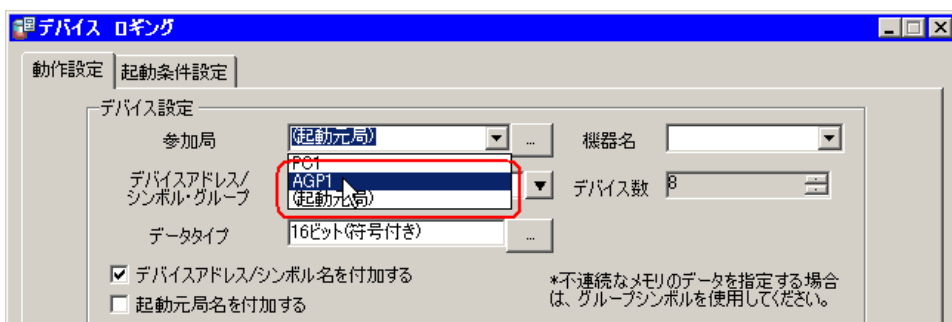 デバイス ロギング
動作設定 起動条件設定
デバイス設定
参加局 (起動元局) ... 機器名
PC1
AGP1
(起動元局)
デバイスアドレス/
シンボル・グループ
デバイス数 8
データタイプ 16ビット(符号付き) ...
デバイスアドレス/シンボル名を付加する
起動元局名を付加する
*不連続なメモリのデータを指定する場合
は、グループシンボルを使用してください。